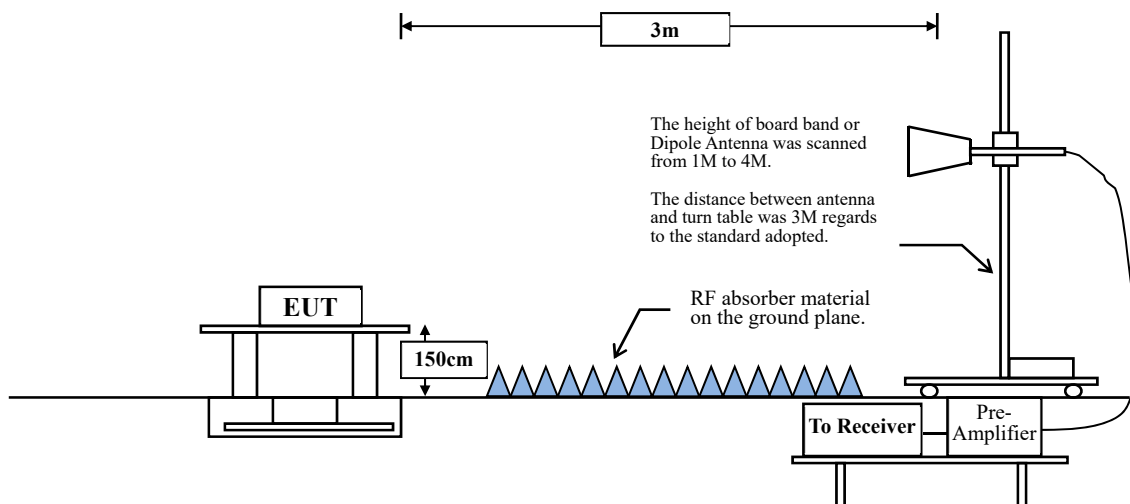 3m
The height of board band or
Dipole Antenna was scanned
from 1M to 4M.
The distance between antenna
and turn table was 3M regards
to the standard adopted.
EUT
RF absorber material
on the ground plane.
150cm
To Receiver
Pre-
Amplifier